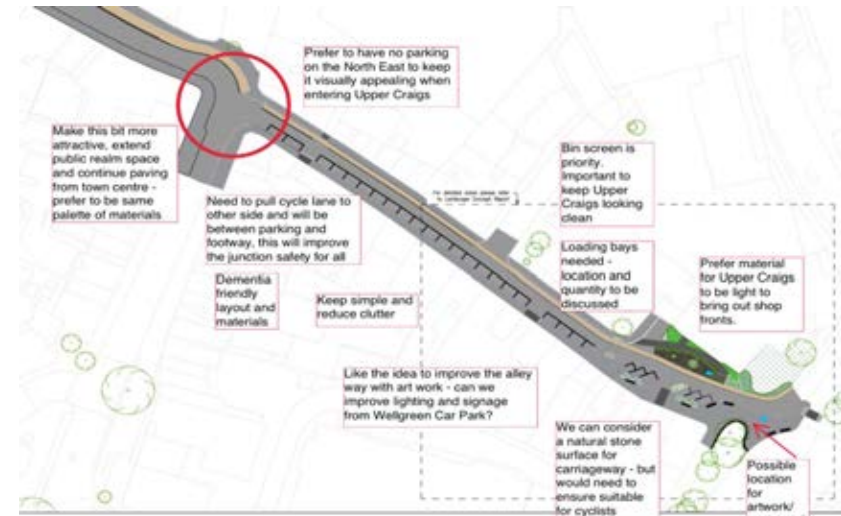 Prefer to have no parking
on the North East to keep
it visually appealing when
entering Upper Craigs
Make this bit more
attractive, extend
public realm space
and continue paving
from town centre -
prefer to be same
palette of materials
Need to pull cycle lane to
other side and will be
between parking and
footway, this will improve
the junction safety for all
Bin screen is
priority.
Important to
keep Upper
Craigs looking
clean
Loading bays
needed -
location and
quantity to be
discussed
Prefer material
for Upper Craigs
to be light to
bring out shop
fronts.
Dementia
friendly
layout and
materials
Keep simple and
reduce clutter
Like the idea to improve the alley
way with art work - can we
improve lighting and signage
from Wellgreen Car Park?
We can consider
a natural stone
surface for
carriageway - but
would need to
ensure suitable
for cyclists
Possible
location
for
artwork/